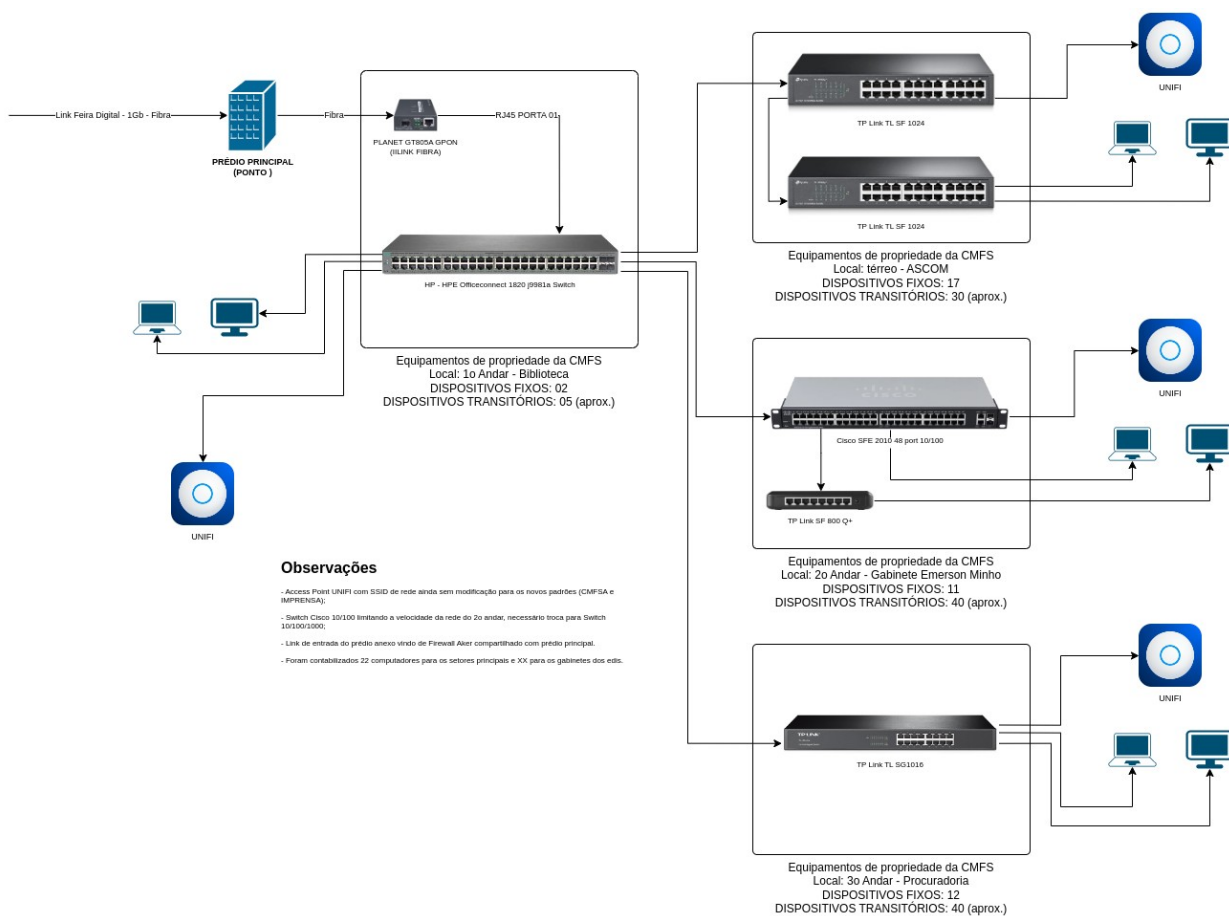 Link Feira Digital - 1Gb - Fibra
PRÉDIO PRINCIPAL
(PONTO )
Fibra
PLANET GT805A GPON
(IILINK FIBRA)
RJ45 PORTA 01
HP - HPE Officeconnect 1820 j9981a Switch
Equipamentos de propriedade da CMFS
Local: 1o Andar - Biblioteca
DISPOSITIVOS FIXOS: 02
DISPOSITIVOS TRANSITÓRIOS: 05 (aprox.)
UNIFI
TP Link TL SF 1024
TP Link TL SF 1024
UNIFI
Equipamentos de propriedade da CMFS
Local: térreo - ASCOM
DISPOSITIVOS FIXOS: 17
DISPOSITIVOS TRANSITÓRIOS: 30 (aprox.)
CISCO
Cisco SFE 2010 48 port 10/100
TP Link SF 800 Q+
UNIFI
Equipamentos de propriedade da CMFS
Local: 2o Andar - Gabinete Emerson Minho
DISPOSITIVOS FIXOS: 11
DISPOSITIVOS TRANSITÓRIOS: 40 (aprox.)
TP-LINK
TP Link TL SG1016
UNIFI
Equipamentos de propriedade da CMFS
Local: 3o Andar - Procuradoria
DISPOSITIVOS FIXOS: 12
DISPOSITIVOS TRANSITÓRIOS: 40 (aprox.)
Observações
- Access Point UNIFI com SSID de rede ainda sem modificação para os novos padrões (CMFSA e
IMPRENSA);
- Switch Cisco 10/100 limitando a velocidade da rede do 2o andar, necessário troca para Switch
10/100/1000;
- Link de entrada do prédio anexo vindo de Firewall Aker compartilhado com prédio principal.
- Foram contabilizados 22 computadores para os setores principais e XX para os gabinetes dos edis.